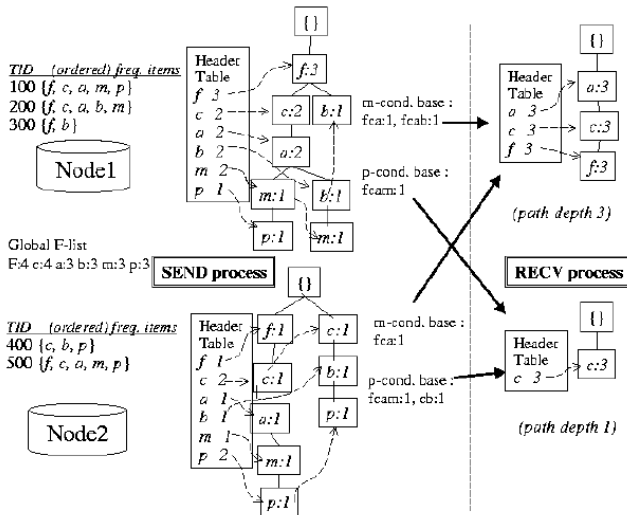 TID (ordered) freq. items
100 {f, c, a, m, p}
200 {f, c, a, b, m}
300 {f, b}
Node1
Header
Table
f 3
c 2
a 2
b 2
m 2
p 1
{}
f:3
c:2
b:1
a:2
m:1
b:1
p:1
m:1
m-cond. base :
fca:1, fcab:1
p-cond. base :
fcam:1
Header
Table
a 3
c 3
f 3
{}
a:3
c:3
f:3
(path depth 3)
Global F-list
F:4 c:4 a:3 b:3 m:3 p:3
SEND process
RECV process
TID (ordered) freq. items
400 {c, b, p}
500 {f, c, a, m, p}
Node2
Header
Table
f 1
c 2
a 1
b 1
m 1
p 2
{}
f:1
c:1
c:1
b:1
a:1
p:1
m:1
p:1
m-cond. base :
fca:1
p-cond. base :
fcam:1, cb:1
Header
Table
c 3
{}
c:3
(path depth 1)